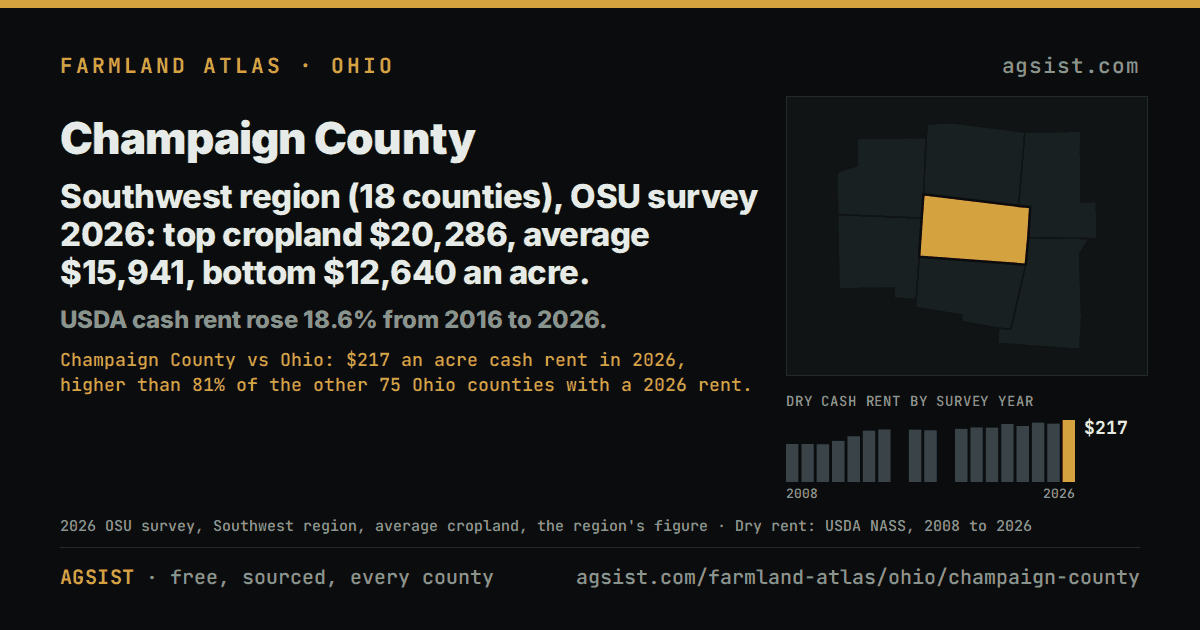 FARMLAND ATLAS · OHIO
agsist.com
Champaign County
Southwest region (18 counties), OSU survey
2026: top cropland $20,286, average
$15,941, bottom $12,640 an acre.
USDA cash rent rose 18.6% from 2016 to 2026.
Champaign County vs Ohio: $217 an acre cash rent in 2026,
higher than 81% of the other 75 Ohio counties with a 2026 rent.
DRY CASH RENT BY SURVEY YEAR
$217
2008 2026
2026 OSU survey, Southwest region, average cropland, the region's figure · Dry rent: USDA NASS, 2008 to 2026
AGSIST · free, sourced, every county
agsist.com/farmland-atlas/ohio/champaign-county